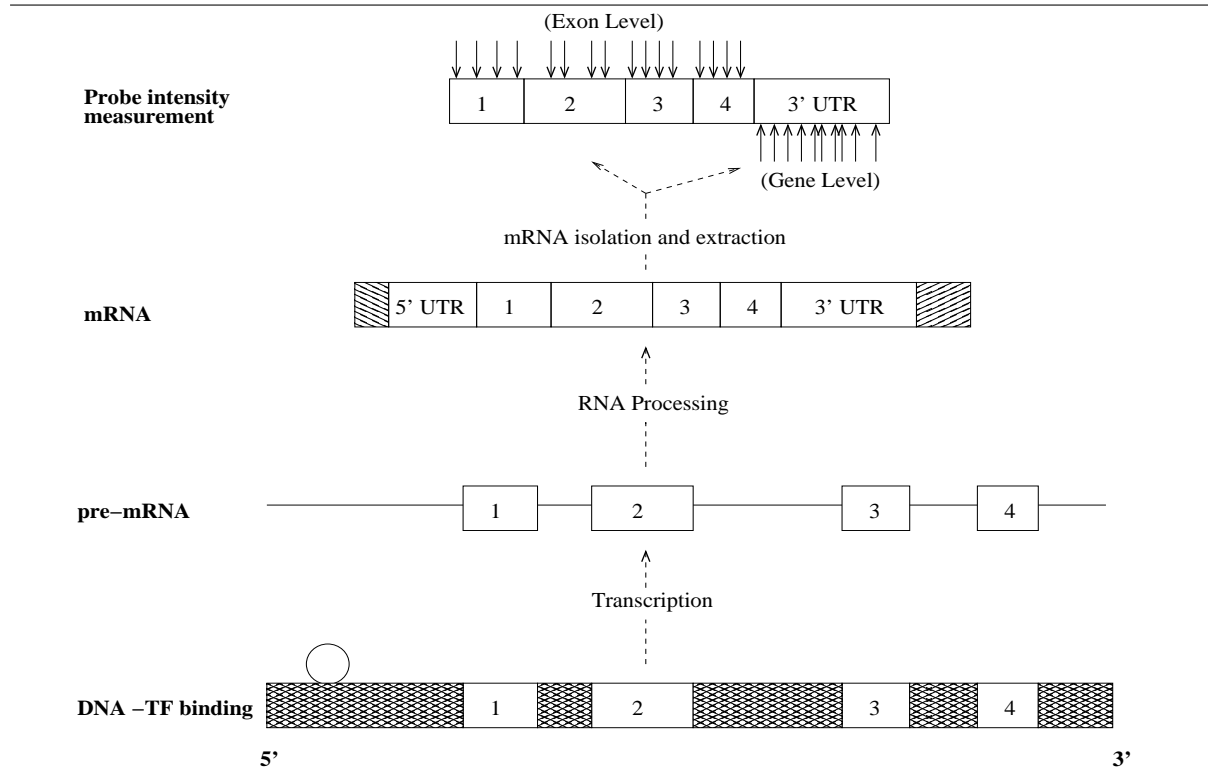 (Exon Level)
Probe intensity
measurement
1 2 3 4 3’ UTR
(Gene Level)
mRNA isolation and extraction
mRNA
5’ UTR 1 2 3 4 3’ UTR
RNA Processing
pre−mRNA
1 2 3 4
Transcription
DNA −TF binding
1 2 3 4
5’ 3’